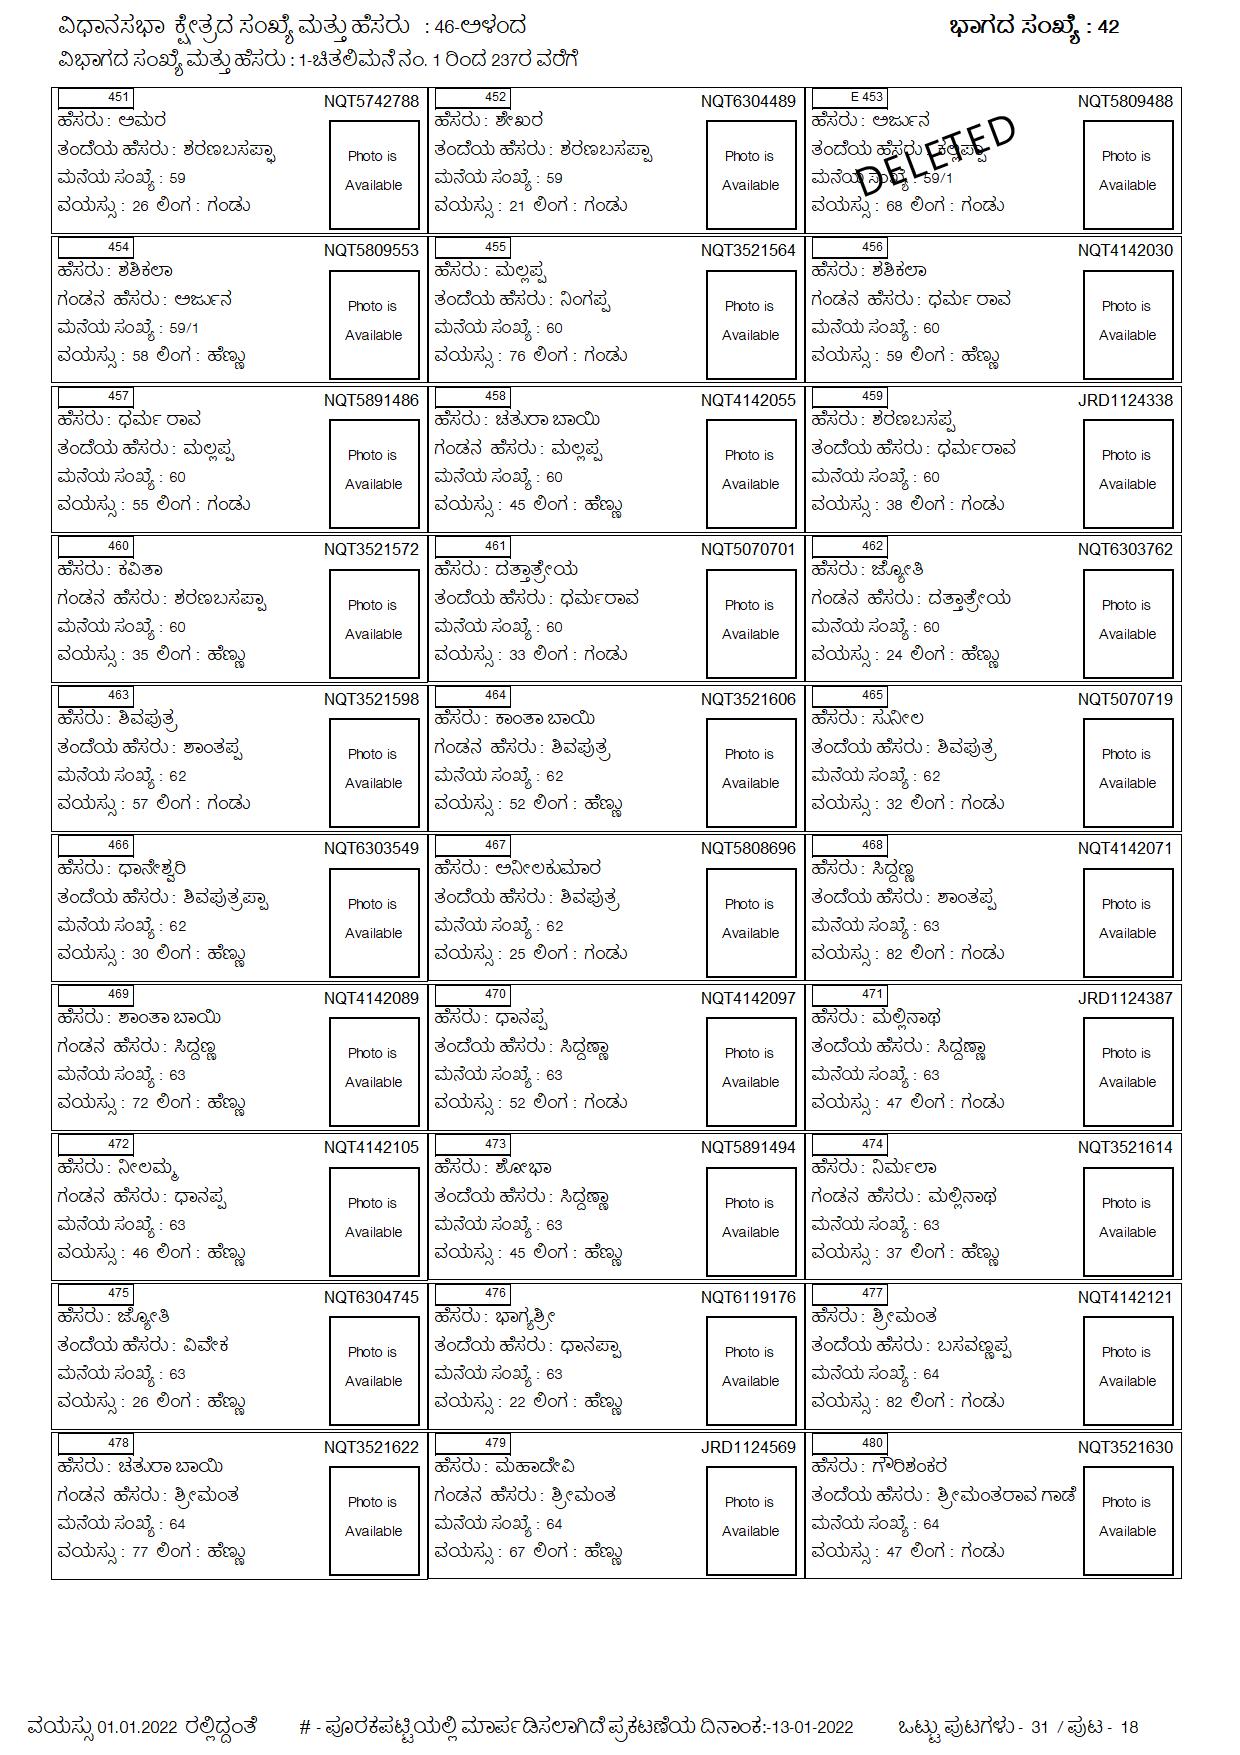 ವಿಧಾನಸಭಾ ಕ್ಷೇತ್ರದ ಸಂಖ್ಯೆ ಮತ್ತು ಹೆಸರು : 46-ಅಳಂದ ಭಾಗದ ಸಂಖ್ಯೆ : 42
ವಿಭಾಗದ ಸಂಖ್ಯೆ ಮತ್ತು ಹೆಸರು : 1-ಚಿತಲಿಮನೆ ನಂ. 1 ರಿಂದ 237ರ ವರೆಗೆ
451 NQT5742788 452 NQT6304489 E 453 NQT5809488
ಹೆಸರು : ಅಮರ ಹೆಸರು : ಶೇಖರ ಹೆಸರು : ಅರ್ಜುನ
ತಂದೆಯ ಹೆಸರು : ಶರಣಬಸಪ್ಪಾ Photo is ತಂದೆಯ ಹೆಸರು : ಶರಣಬಸಪ್ಪಾ Photo is ತಂದೆಯ ಹೆಸರು : ಕಲ್ಲಪ್ಪಾ Photo is
ಮನೆಯ ಸಂಖ್ಯೆ : 59 Available ಮನೆಯ ಸಂಖ್ಯೆ : 59 Available ಮನೆಯ ಸಂಖ್ಯೆ : 59/1 Available
DELETED
ವಯಸ್ಸು : 26 ಲಿಂಗ : ಗಂಡು ವಯಸ್ಸು : 21 ಲಿಂಗ : ಗಂಡು ವಯಸ್ಸು : 68 ಲಿಂಗ : ಗಂಡು
454 NQT5809553 455 NQT3521564 456 NQT4142030
ಹೆಸರು : ಶಶಿಕಲಾ ಹೆಸರು : ಮಲ್ಲಪ್ಪ ಹೆಸರು : ಶಶಿಕಲಾ
ಗಂಡನ ಹೆಸರು : ಅರ್ಜುನ Photo is ತಂದೆಯ ಹೆಸರು : ನಿಂಗಪ್ಪ Photo is ಗಂಡನ ಹೆಸರು : ಧರ್ಮ ರಾವ Photo is
ಮನೆಯ ಸಂಖ್ಯೆ : 59/1 Available ಮನೆಯ ಸಂಖ್ಯೆ : 60 Available ಮನೆಯ ಸಂಖ್ಯೆ : 60 Available
ವಯಸ್ಸು : 58 ಲಿಂಗ : ಹೆಣ್ಣು ವಯಸ್ಸು : 76 ಲಿಂಗ : ಗಂಡು ವಯಸ್ಸು : 59 ಲಿಂಗ : ಹೆಣ್ಣು
457 NQT5891486 458 NQT4142055 459 JRD1124338
ಹೆಸರು : ಧರ್ಮ ರಾವ ಹೆಸರು : ಚತುರಾ ಬಾಯಿ ಹೆಸರು : ಶರಣಬಸಪ್ಪ
ತಂದೆಯ ಹೆಸರು : ಮಲ್ಲಪ್ಪ Photo is ಗಂಡನ ಹೆಸರು : ಮಲ್ಲಪ್ಪ Photo is ತಂದೆಯ ಹೆಸರು : ಧರ್ಮರಾವ Photo is
ಮನೆಯ ಸಂಖ್ಯೆ : 60 Available ಮನೆಯ ಸಂಖ್ಯೆ : 60 Available ಮನೆಯ ಸಂಖ್ಯೆ : 60 Available
ವಯಸ್ಸು : 55 ಲಿಂಗ : ಗಂಡು ವಯಸ್ಸು : 45 ಲಿಂಗ : ಹೆಣ್ಣು ವಯಸ್ಸು : 38 ಲಿಂಗ : ಗಂಡು
460 NQT3521572 461 NQT5070701 462 NQT6303762
ಹೆಸರು : ಕವಿತಾ ಹೆಸರು : ದತ್ತಾತ್ರೇಯ ಹೆಸರು : ಜ್ಯೋತಿ
ಗಂಡನ ಹೆಸರು : ಶರಣಬಸಪ್ಪಾ Photo is ತಂದೆಯ ಹೆಸರು : ಧರ್ಮರಾವ Photo is ಗಂಡನ ಹೆಸರು : ದತ್ತಾತ್ರೇಯ Photo is
ಮನೆಯ ಸಂಖ್ಯೆ : 60 Available ಮನೆಯ ಸಂಖ್ಯೆ : 60 Available ಮನೆಯ ಸಂಖ್ಯೆ : 60 Available
ವಯಸ್ಸು : 35 ಲಿಂಗ : ಹೆಣ್ಣು ವಯಸ್ಸು : 33 ಲಿಂಗ : ಗಂಡು ವಯಸ್ಸು : 24 ಲಿಂಗ : ಹೆಣ್ಣು
463 NQT3521598 464 NQT3521606 465 NQT5070719
ಹೆಸರು : ಶಿವಪುತ್ರ ಹೆಸರು : ಕಾಂತಾ ಬಾಯಿ ಹೆಸರು : ಸುನೀಲ
ತಂದೆಯ ಹೆಸರು : ಶಾಂತಪ್ಪ Photo is ಗಂಡನ ಹೆಸರು : ಶಿವಪುತ್ರ Photo is ತಂದೆಯ ಹೆಸರು : ಶಿವಪುತ್ರ Photo is
ಮನೆಯ ಸಂಖ್ಯೆ : 62 Available ಮನೆಯ ಸಂಖ್ಯೆ : 62 Available ಮನೆಯ ಸಂಖ್ಯೆ : 62 Available
ವಯಸ್ಸು : 57 ಲಿಂಗ : ಗಂಡು ವಯಸ್ಸು : 52 ಲಿಂಗ : ಹೆಣ್ಣು ವಯಸ್ಸು : 32 ಲಿಂಗ : ಗಂಡು
466 NQT6303549 467 NQT5808696 468 NQT4142071
ಹೆಸರು : ಧಾನೇಶ್ವರಿ ಹೆಸರು : ಅನೀಲಕುಮಾರ ಹೆಸರು : ಸಿದ್ದಣ್ಣ
ತಂದೆಯ ಹೆಸರು : ಶಿವಪುತ್ರಪ್ಪಾ Photo is ತಂದೆಯ ಹೆಸರು : ಶಿವಪುತ್ರ Photo is ತಂದೆಯ ಹೆಸರು : ಶಾಂತಪ್ಪ Photo is
ಮನೆಯ ಸಂಖ್ಯೆ : 62 Available ಮನೆಯ ಸಂಖ್ಯೆ : 62 Available ಮನೆಯ ಸಂಖ್ಯೆ : 63 Available
ವಯಸ್ಸು : 30 ಲಿಂಗ : ಹೆಣ್ಣು ವಯಸ್ಸು : 25 ಲಿಂಗ : ಗಂಡು ವಯಸ್ಸು : 82 ಲಿಂಗ : ಗಂಡು
469 NQT4142089 470 NQT4142097 471 JRD1124387
ಹೆಸರು : ಶಾಂತಾ ಬಾಯಿ ಹೆಸರು : ಧಾನಪ್ಪ ಹೆಸರು : ಮಲ್ಲಿನಾಥ
ಗಂಡನ ಹೆಸರು : ಸಿದ್ದಣ್ಣ Photo is ತಂದೆಯ ಹೆಸರು : ಸಿದ್ದಣ್ಣಾ Photo is ತಂದೆಯ ಹೆಸರು : ಸಿದ್ದಣ್ಣಾ Photo is
ಮನೆಯ ಸಂಖ್ಯೆ : 63 Available ಮನೆಯ ಸಂಖ್ಯೆ : 63 Available ಮನೆಯ ಸಂಖ್ಯೆ : 63 Available
ವಯಸ್ಸು : 72 ಲಿಂಗ : ಹೆಣ್ಣು ವಯಸ್ಸು : 52 ಲಿಂಗ : ಗಂಡು ವಯಸ್ಸು : 47 ಲಿಂಗ : ಗಂಡು
472 NQT4142105 473 NQT5891494 474 NQT3521614
ಹೆಸರು : ನೀಲಮ್ಮ ಹೆಸರು : ಶೋಭಾ ಹೆಸರು : ನಿರ್ಮಲಾ
ಗಂಡನ ಹೆಸರು : ಧಾನಪ್ಪ Photo is ತಂದೆಯ ಹೆಸರು : ಸಿದ್ದಣ್ಣಾ Photo is ಗಂಡನ ಹೆಸರು : ಮಲ್ಲಿನಾಥ Photo is
ಮನೆಯ ಸಂಖ್ಯೆ : 63 Available ಮನೆಯ ಸಂಖ್ಯೆ : 63 Available ಮನೆಯ ಸಂಖ್ಯೆ : 63 Available
ವಯಸ್ಸು : 46 ಲಿಂಗ : ಹೆಣ್ಣು ವಯಸ್ಸು : 45 ಲಿಂಗ : ಹೆಣ್ಣು ವಯಸ್ಸು : 37 ಲಿಂಗ : ಹೆಣ್ಣು
475 NQT6304745 476 NQT6119176 477 NQT4142121
ಹೆಸರು : ಜ್ಯೋತಿ ಹೆಸರು : ಭಾಗ್ಯಶ್ರೀ ಹೆಸರು : ಶ್ರೀಮಂತ
ತಂದೆಯ ಹೆಸರು : ವಿವೇಕ Photo is ತಂದೆಯ ಹೆಸರು : ಧಾನಪ್ಪಾ Photo is ತಂದೆಯ ಹೆಸರು : ಬಸವಣ್ಣಪ್ಪ Photo is
ಮನೆಯ ಸಂಖ್ಯೆ : 63 Available ಮನೆಯ ಸಂಖ್ಯೆ : 63 Available ಮನೆಯ ಸಂಖ್ಯೆ : 64 Available
ವಯಸ್ಸು : 26 ಲಿಂಗ : ಹೆಣ್ಣು ವಯಸ್ಸು : 22 ಲಿಂಗ : ಹೆಣ್ಣು ವಯಸ್ಸು : 82 ಲಿಂಗ : ಗಂಡು
478 NQT3521622 479 JRD1124569 480 NQT3521630
ಹೆಸರು : ಚತುರಾ ಬಾಯಿ ಹೆಸರು : ಮಹಾದೇವಿ ಹೆಸರು : ಗೌರಿಶಂಕರ
ಗಂಡನ ಹೆಸರು : ಶ್ರೀಮಂತ Photo is ಗಂಡನ ಹೆಸರು : ಶ್ರೀಮಂತ Photo is ತಂದೆಯ ಹೆಸರು : ಶ್ರೀಮಂತರಾವ ಗಾಡೆ Photo is
ಮನೆಯ ಸಂಖ್ಯೆ : 64 Available ಮನೆಯ ಸಂಖ್ಯೆ : 64 Available ಮನೆಯ ಸಂಖ್ಯೆ : 64 Available
ವಯಸ್ಸು : 77 ಲಿಂಗ : ಹೆಣ್ಣು ವಯಸ್ಸು : 67 ಲಿಂಗ : ಹೆಣ್ಣು ವಯಸ್ಸು : 47 ಲಿಂಗ : ಗಂಡು
ವಯಸ್ಸು 01.01.2022 ರಲ್ಲಿದ್ದಂತೆ # - ಪೂರಕಪಟ್ಟಿಯಲ್ಲಿ ಮಾರ್ಪಡಿಸಲಾಗಿದೆ ಪ್ರಕಟಣೆಯ ದಿನಾಂಕ:-13-01-2022 ಒಟ್ಟು ಪುಟಗಳು - 31 / ಪುಟ - 18